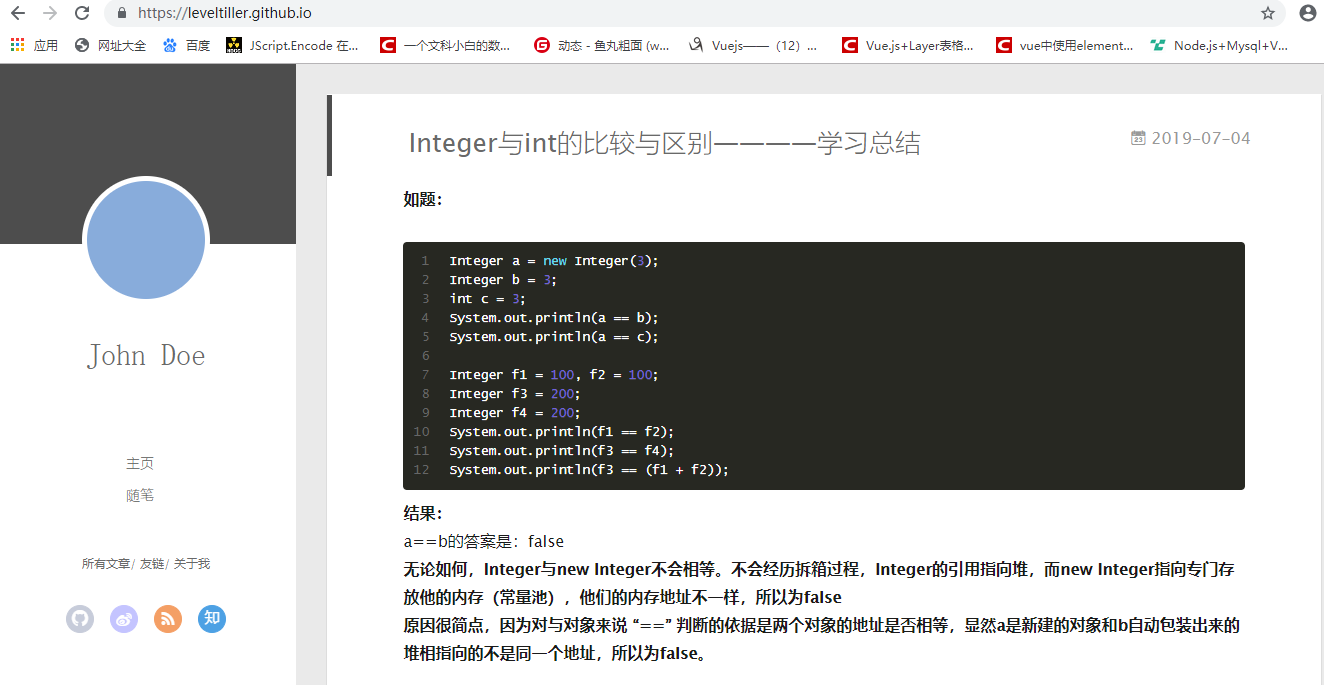 https://leveltiller.github.io
应用 网址大全 百度 JScript.Encode 在... 一个文科小白的数... 动态 - 鱼丸粗面 (w... Vuejs——（12）... Vue.js+Layer表格... vue中使用element... Node.js+Mysql+V...
Integer与int的比较与区别————学习总结
2019-07-04
如题：
1 Integer a = new Integer(3);
2 Integer b = 3;
3 int c = 3;
4 System.out.println(a == b);
5 System.out.println(a == c);
6
7 Integer f1 = 100, f2 = 100;
8 Integer f3 = 200;
9 Integer f4 = 200;
10 System.out.println(f1 == f2);
11 System.out.println(f3 == f4);
12 System.out.println(f3 == (f1 + f2));
结果：
a==b的答案是：false
无论如何，Integer与new Integer不会相等。不会经历拆箱过程，Integer的引用指向堆，而new Integer指向专门存
放他的内存（常量池），他们的内存地址不一样，所以为false
原因很简点，因为对与对象来说 “==” 判断的依据是两个对象的地址是否相等，显然a是新建的对象和b自动包装出来的
堆相指向的不是同一个地址，所以为false。
John Doe
主页
随笔
所有文章/ 友链/ 关于我
知